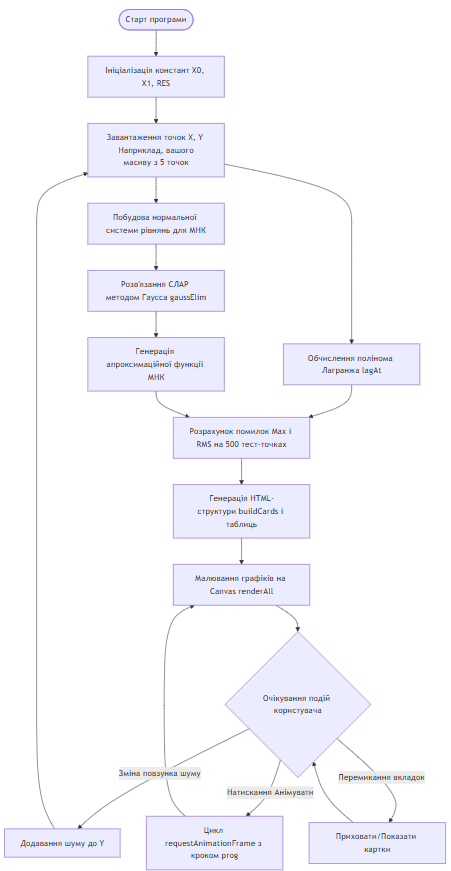 Старт програми
Ініціалізація констант X0,
X1, RES
Завантаження точок X, Y
Наприклад, вашого
масиву з 5 точок
Побудова нормальної
системи рівнянь для МНК
Розв'язання СЛАР
методом Гаусса gaussElim
Генерація
апроксимаційної функції
МНК
Обчислення полінома
Лагранжа lagAt
Розрахунок помилок Max і
RMS на 500 тест-точках
Генерація HTML-
структури buildCards і
таблиць
Малювання графіків на
Canvas renderAll
Очікування подій
користувача
Зміна повзунка шуму
Перемикання вкладок
Натискання Анімувати
Додавання шуму до Y
Цикл
requestAnimationFrame з
кроком prog
Приховати/Показати
картки